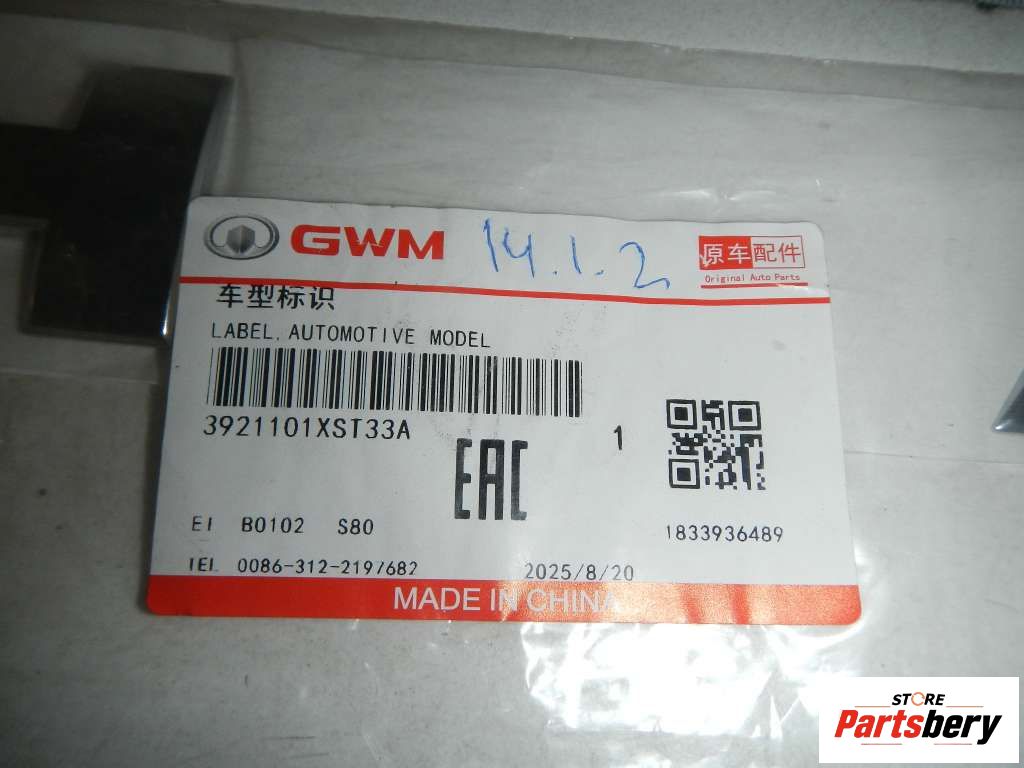 GWM
14.1.2
原车配件
Original Auto Parts
车型标识
LABEL, AUTOMOTIVE MODEL
3921101XST33A
1
EAC
EI B0102 S80
1833936489
TEL 0086-312-2197682
2025/8/20
MADE IN CHINA
STORE
Partsbery